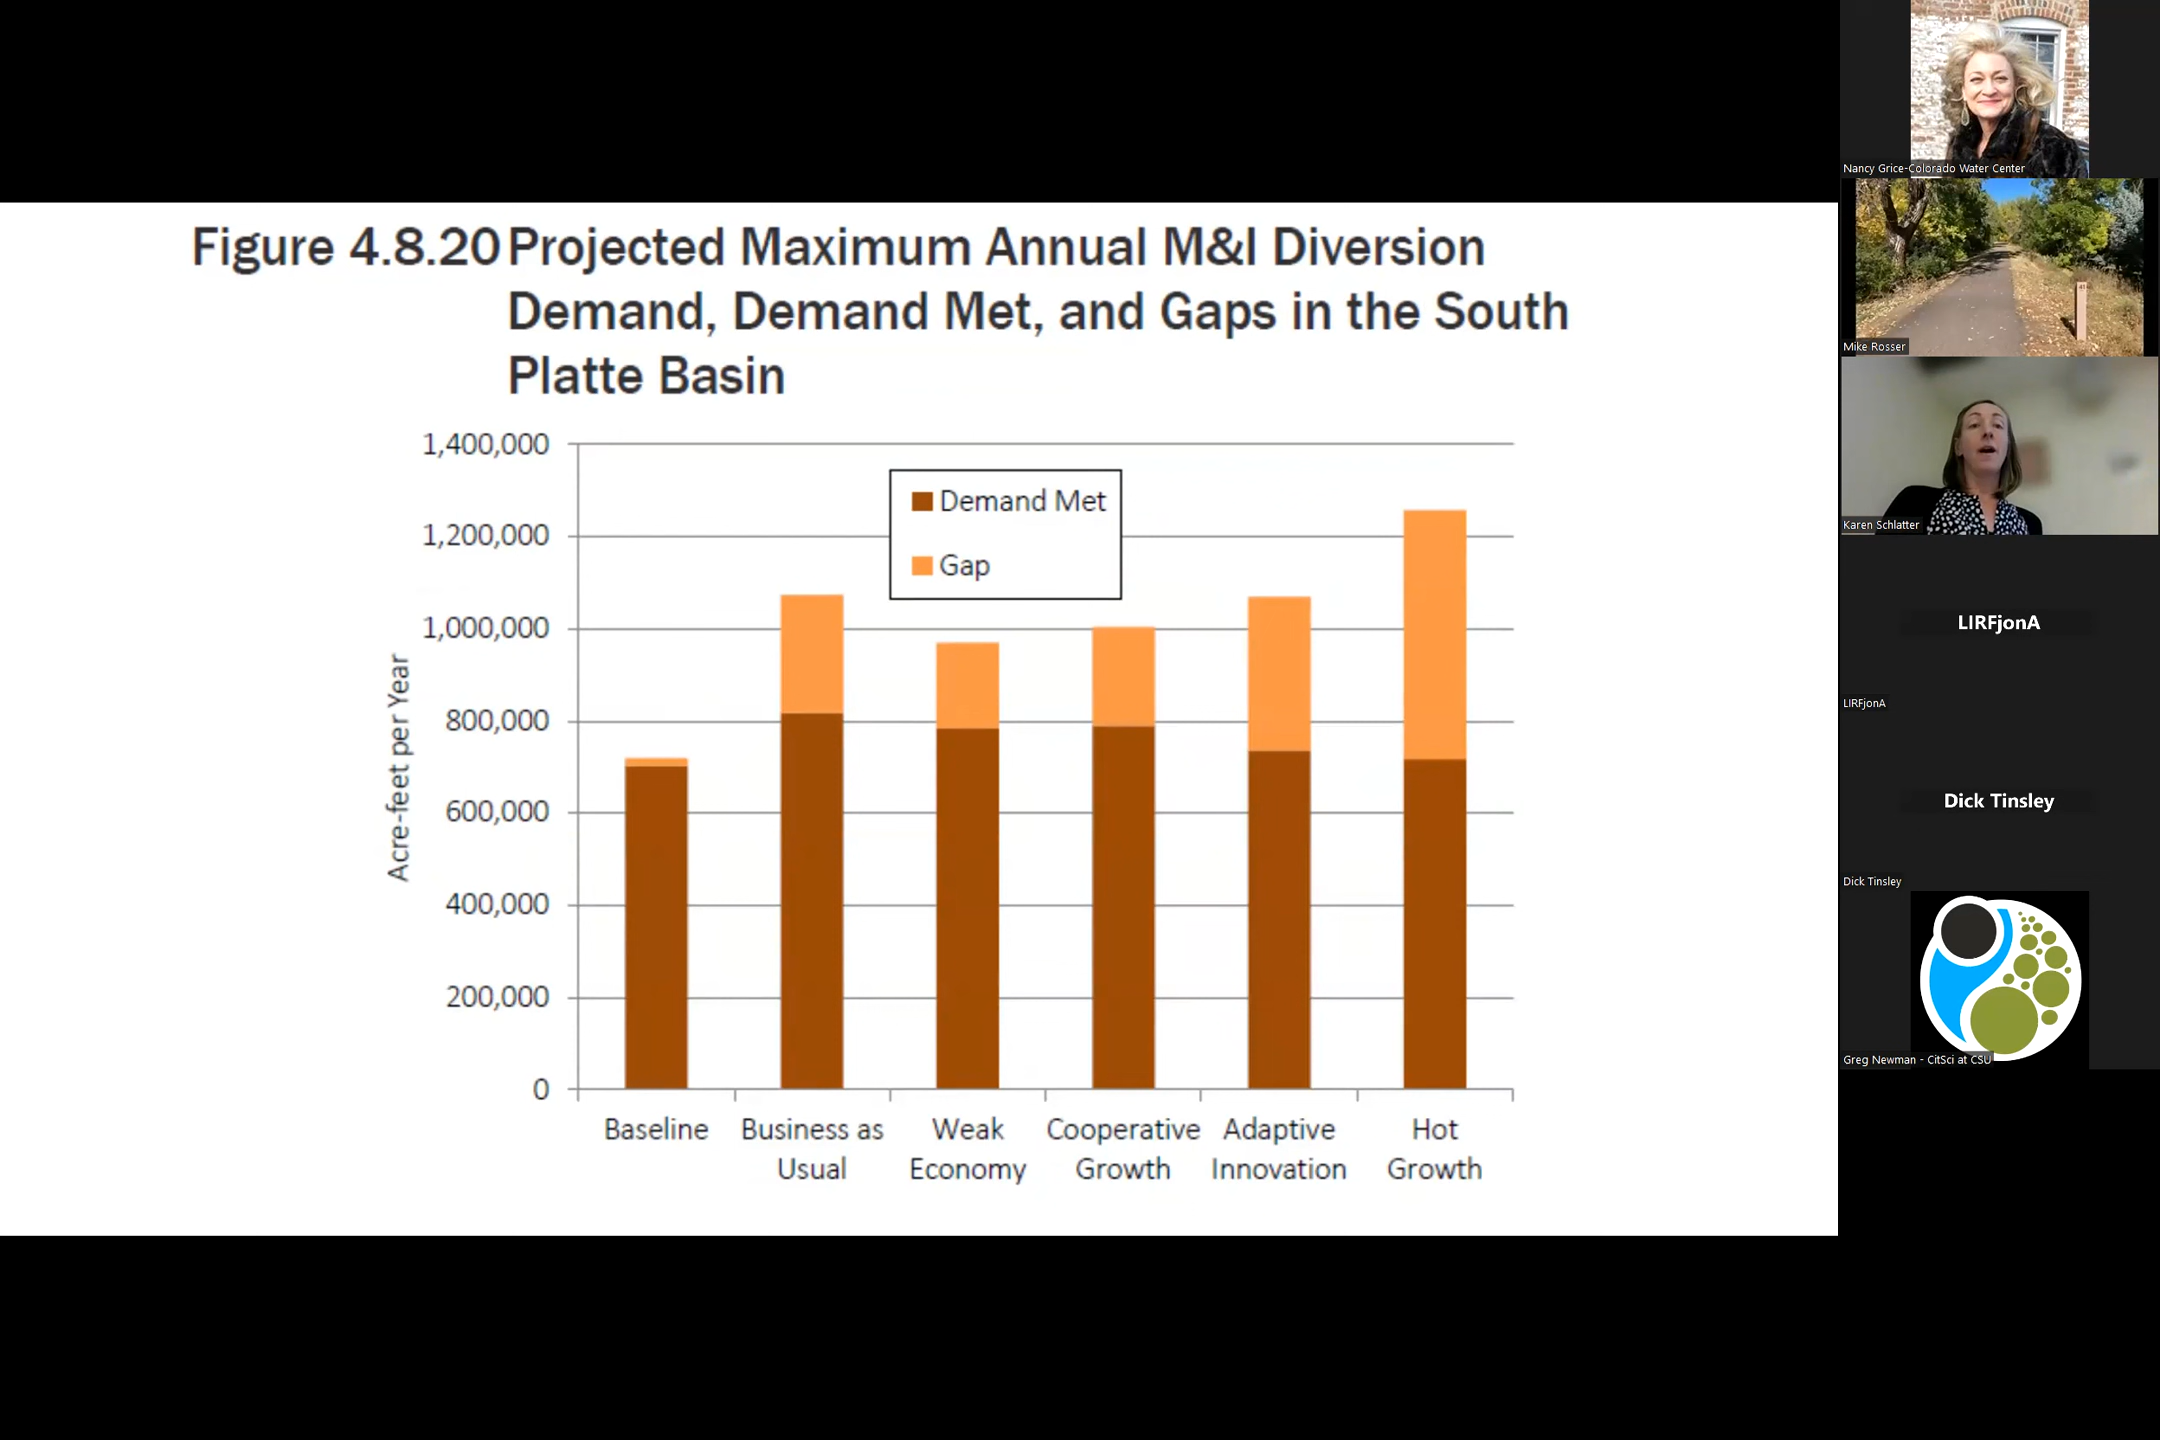 Figure 4.8.20 Projected Maximum Annual M&I Diversion
Demand, Demand Met, and Gaps in the South
Platte Basin
1,400,000
1,200,000
1,000,000
800,000
600,000
400,000
200,000
0
Acre-feet per Year
Demand Met
Gap
Baseline
Business as
Usual
Weak
Economy
Cooperative
Growth
Adaptive
Innovation
Hot
Growth
Nancy Grice-Colorado Water Center
Mike Rosser
Karen Schlatter
LIRFjonA
LIRFjonA
Dick Tinsley
Dick Tinsley
Greg Newman - CitSci at CSU